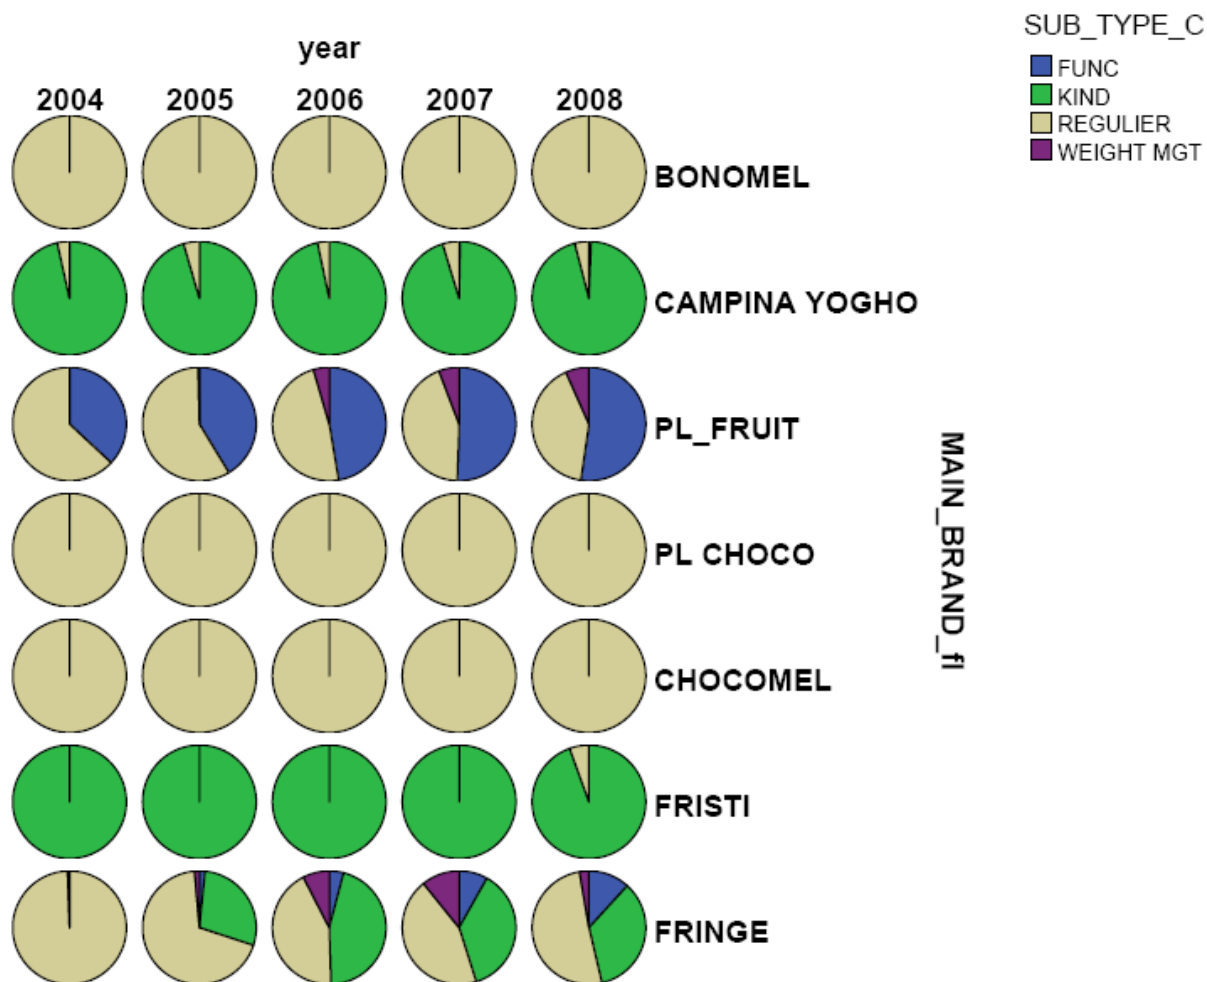 SUB_TYPE_C
FUNC
KIND
REGULIER
WEIGHT MGT
year
2004 2005 2006 2007 2008
BONOMEL
CAMPINA YOGHO
PL_FRUIT
PL CHOCO
CHOCOMEL
FRISTI
FRINGE
MAIN_BRAND_fl